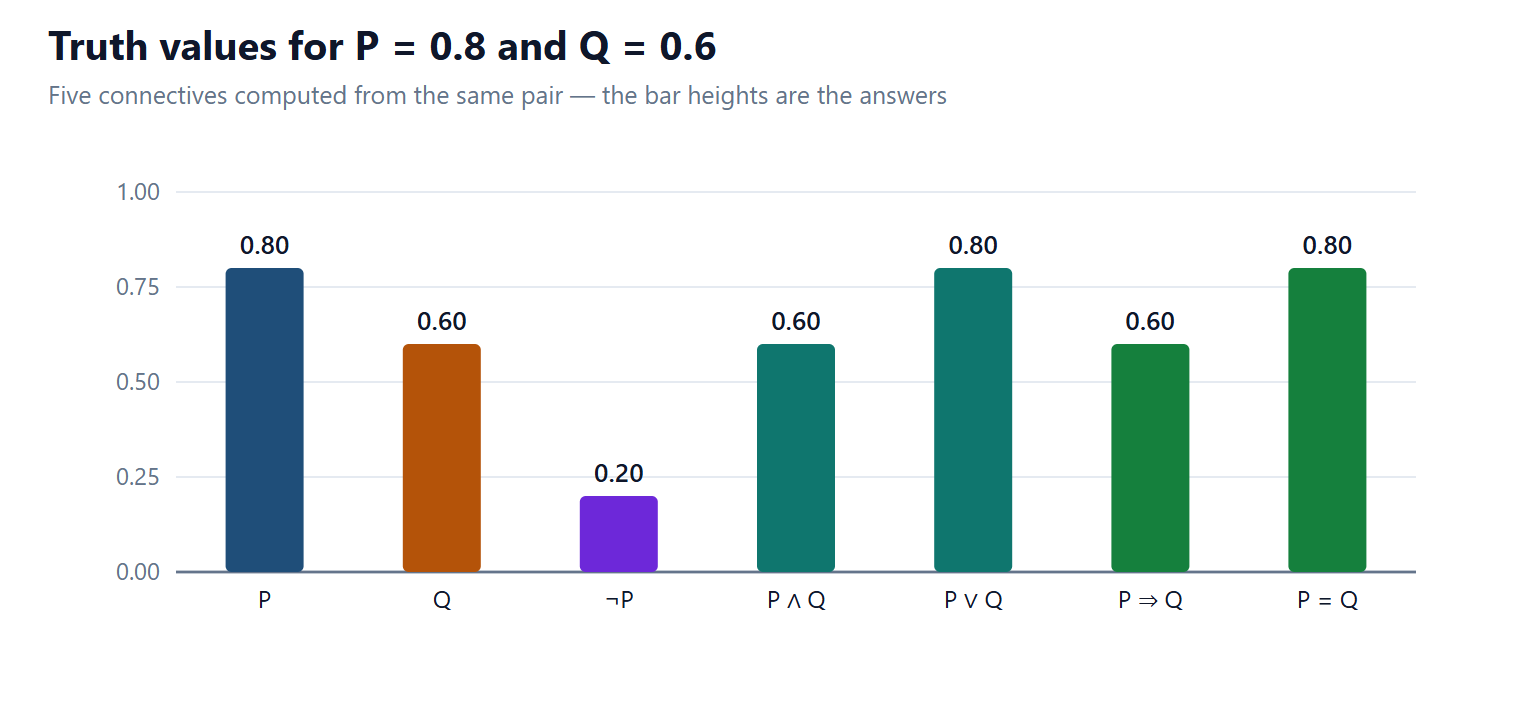 Truth values for P = 0.8 and Q = 0.6
Five connectives computed from the same pair — the bar heights are the answers
1.00
0.75
0.50
0.25
0.00
0.80
0.60
0.20
0.60
0.80
0.60
0.80
P
Q
¬P
P ∧ Q
P ∨ Q
P ⇒ Q
P = Q